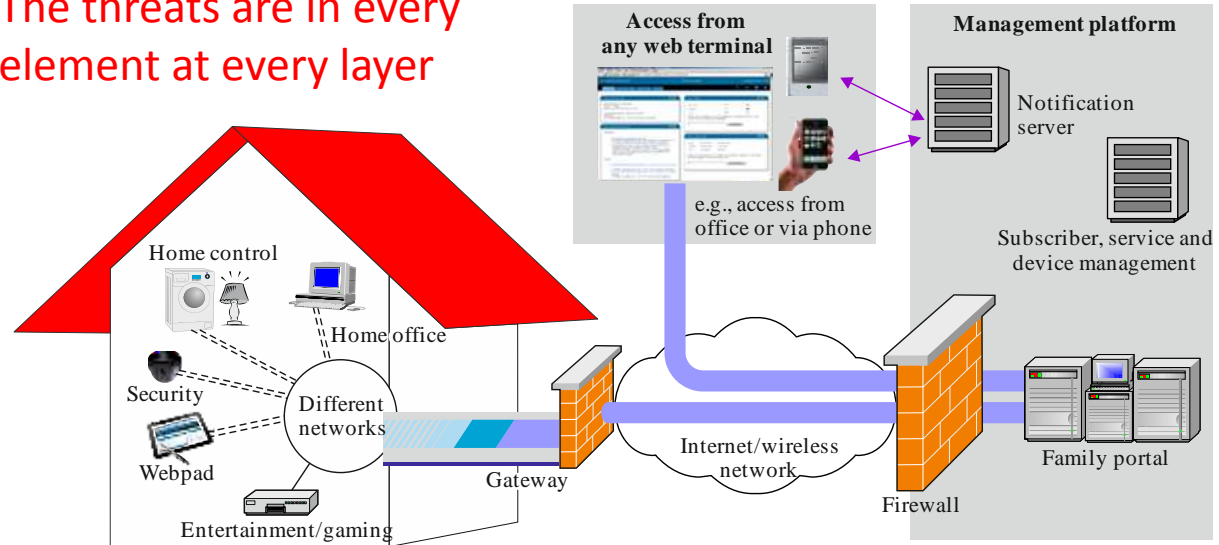 The threats are in every
element at every layer
Access from
any web terminal
Management platform
Notification
server
e.g., access from
office or via phone
Subscriber, service and
device management
Home control
Home office
Security
Different
networks
Webpad
Internet/wireless
network
Gateway
Family portal
Firewall
Entertainment/gaming